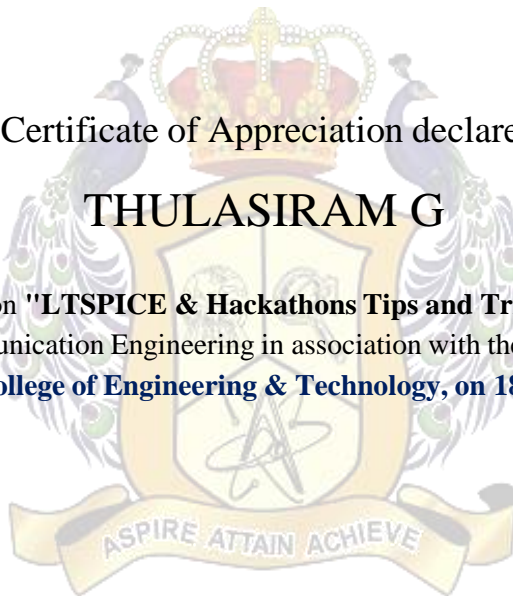 Certificate of Appreciation declare
THULASIRAM G
on "LTSPICE & Hackathons Tips and Tr
unication Engineering in association with the
ollege of Engineering & Technology, on 18
ASPIRE ATTAIN ACHIEVE